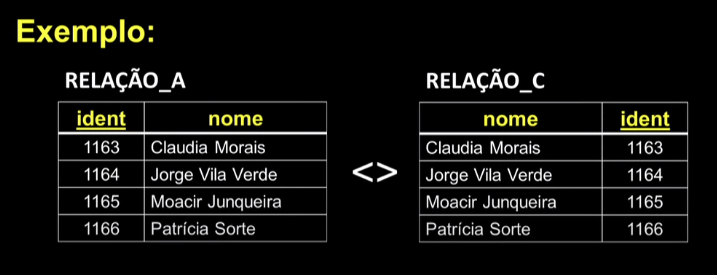 Exemplo:
RELAÇÃO_A
ident nome
1163 Claudia Morais
1164 Jorge Vila Verde
1165 Moacir Junqueira
1166 Patrícia Sorte
<>
RELAÇÃO_C
nome ident
Claudia Morais 1163
Jorge Vila Verde 1164
Moacir Junqueira 1165
Patrícia Sorte 1166